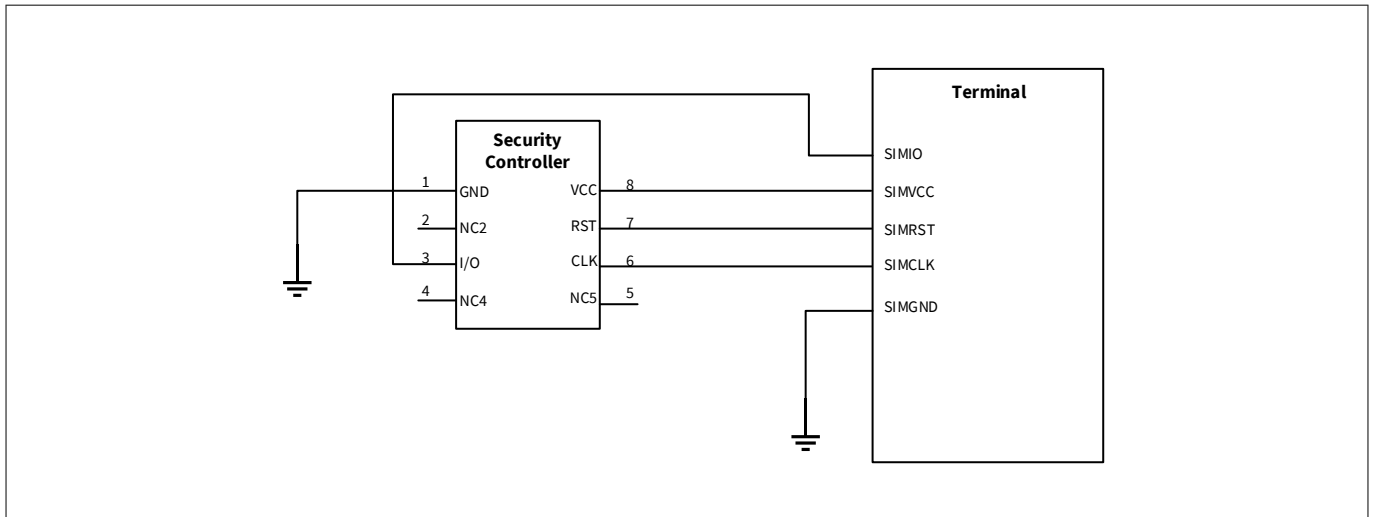 Terminal
Security
Controller
SIMIO
1
GND
VCC
8
SIMVCC
2
NC2
RST
7
SIMRST
3
I/O
CLK
6
SIMCLK
4
NC4
NC5
5
SIMGND